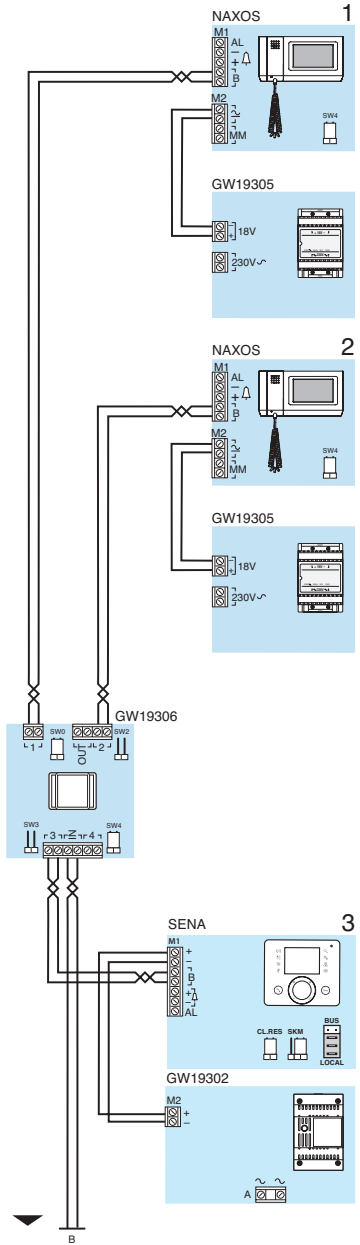 NAXOS 1
M1
AL
–
+
B
M2
MM
SW4
GW19305
–
+ 18V
230V~
NAXOS 2
M1
AL
–
+
B
M2
MM
SW4
GW19305
–
+ 18V
230V~
GW19306
1 SW0 OUT 2 SW2
SW3 3 IN 4 SW4
SENA 3
M1
+
–
B
+
–
AL
CL.RES SKM BUS
LOCAL
GW19302
M2
+
–
A ~ ~
B